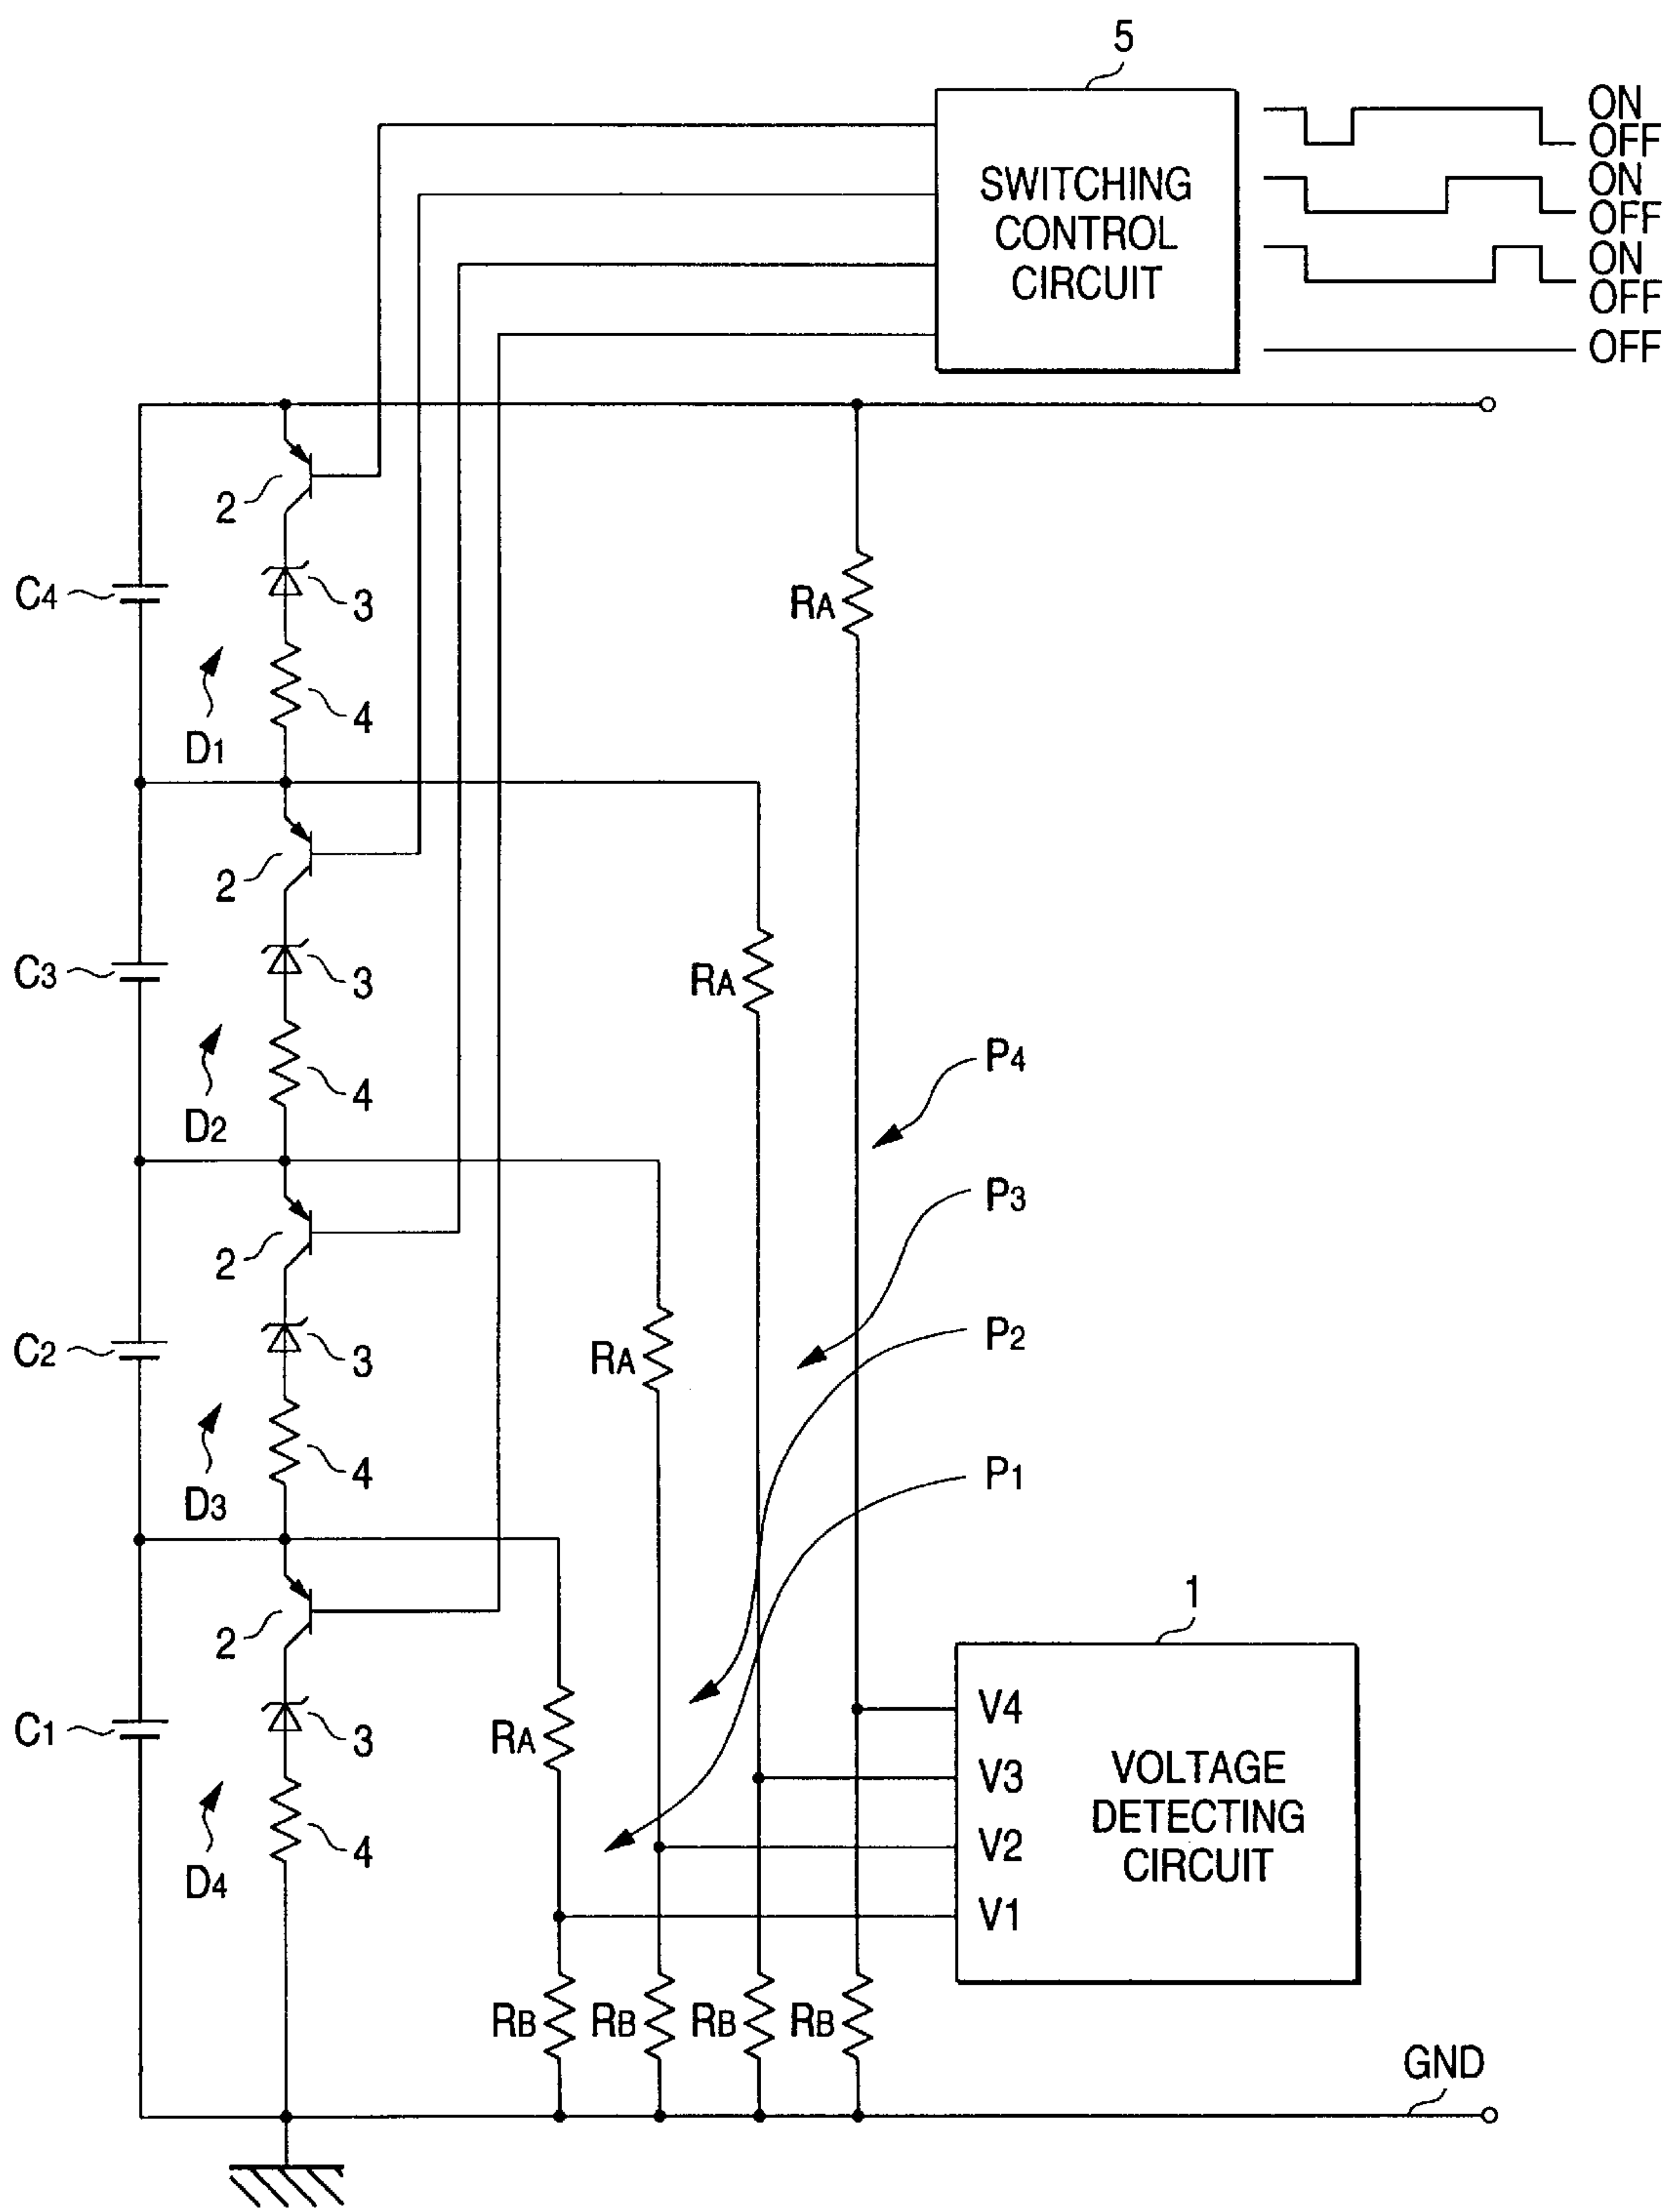 5
ON
OFF
SWITCHING
CONTROL
CIRCUIT
ON
OFF
ON
OFF
OFF
2
C4
3
RA
D1
4
2
C3
3
RA
D2
4
P4
P3
2
C2
3
RA
P2
D3
4
P1
2
1
C1
3
RA
V4
V3
V2
V1
VOLTAGE
DETECTING
CIRCUIT
D4
4
RB
RB
RB
RB
GND